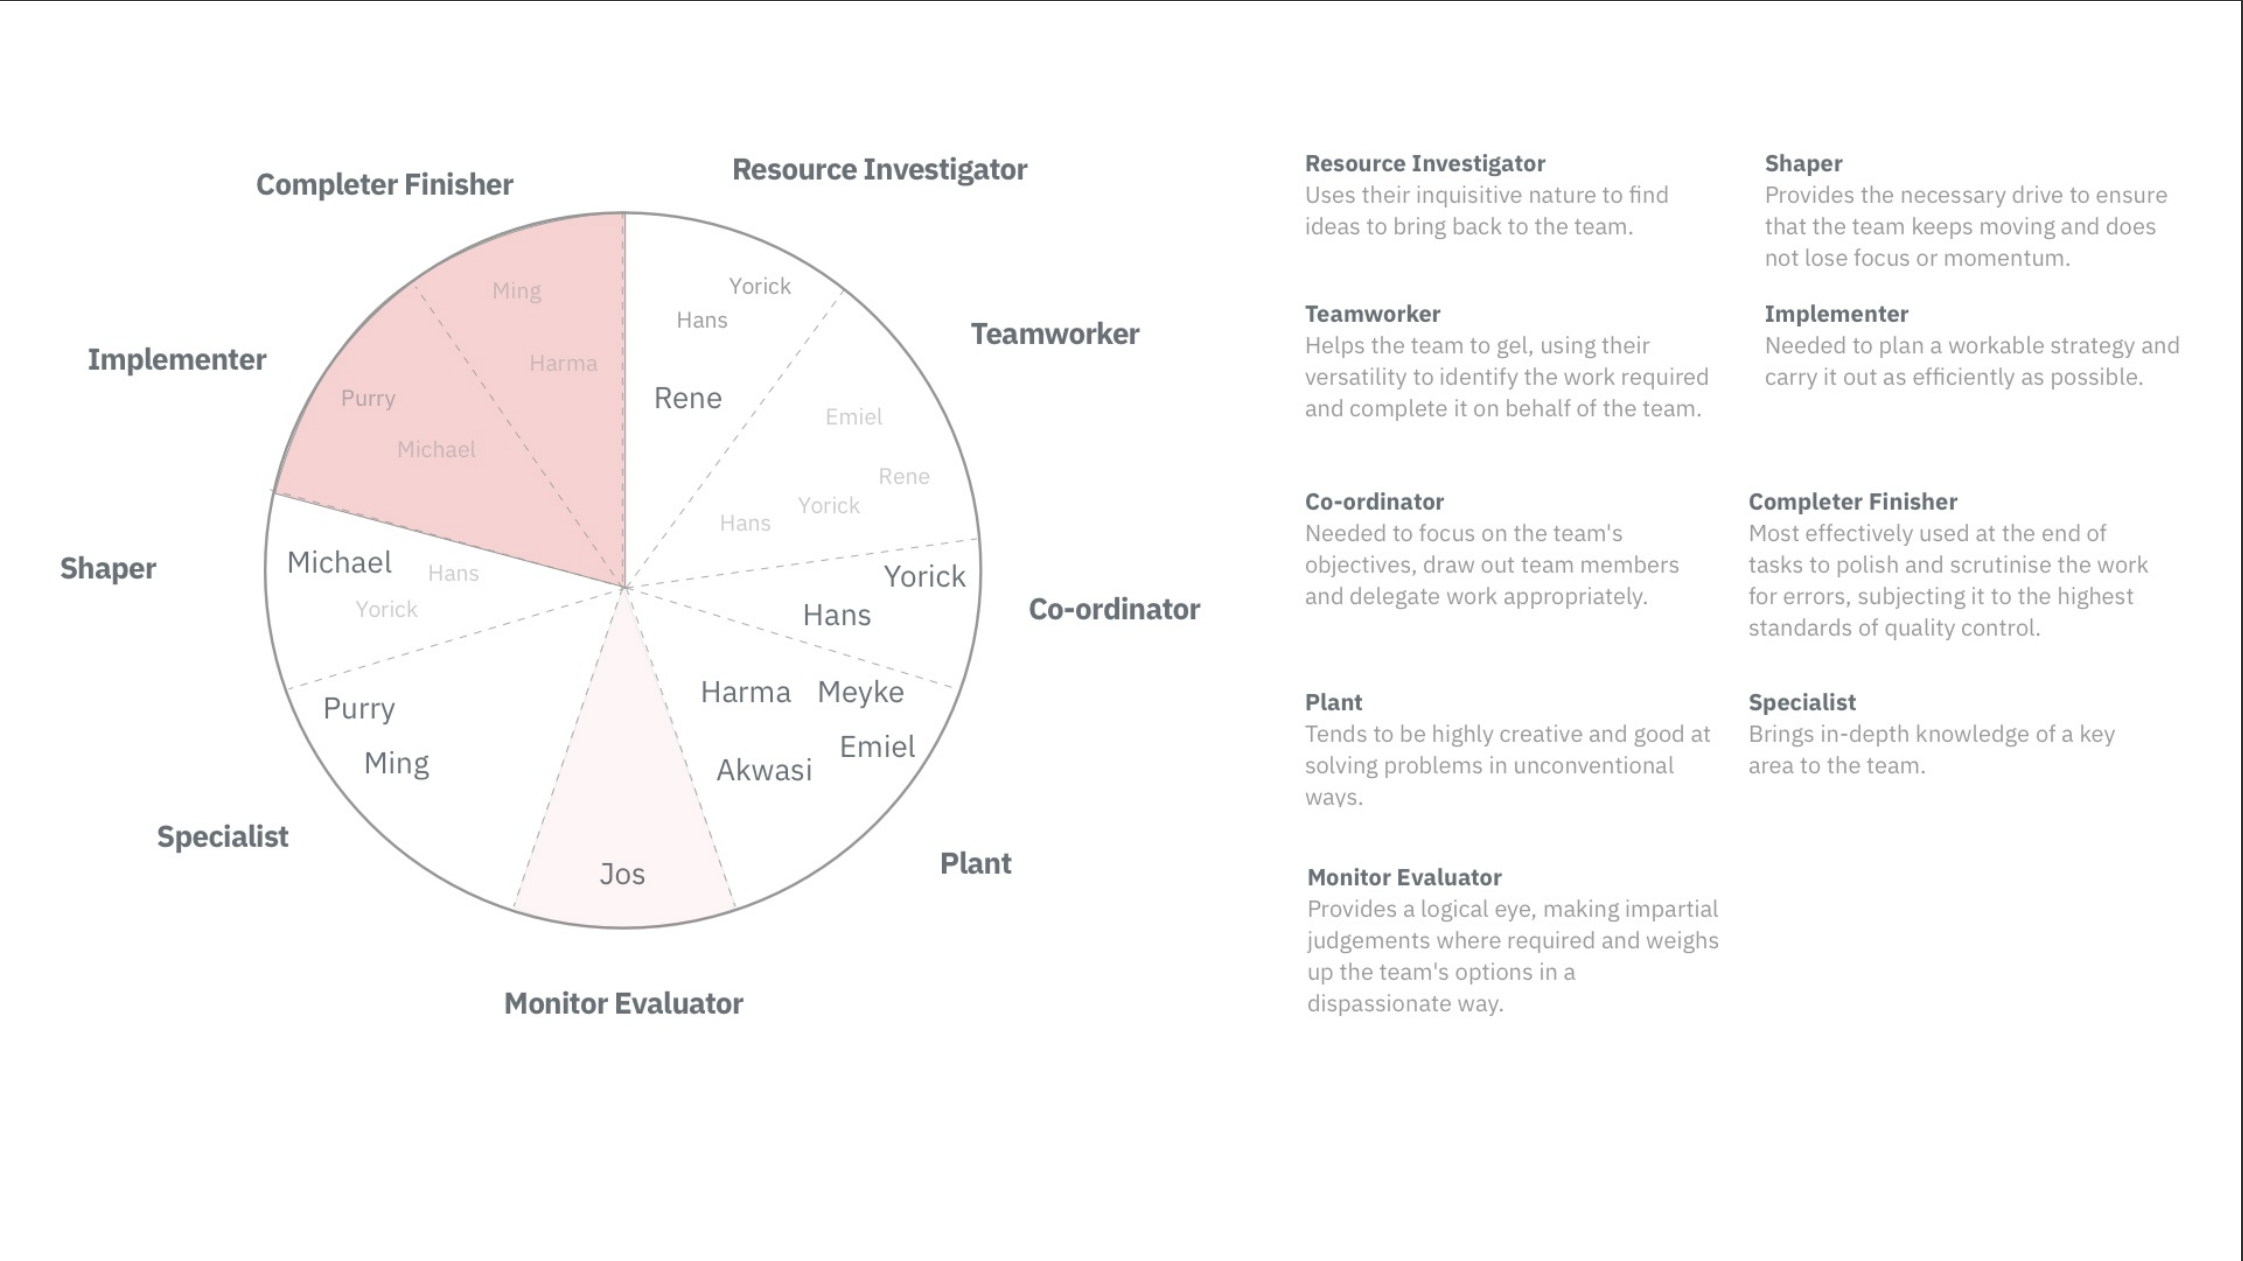 Completer Finisher
Resource Investigator
Implementer
Teamworker
Shaper
Co-ordinator
Specialist
Plant
Monitor Evaluator
Ming
Harma
Yorick
Hans
Rene
Purry
Michael
Emiel
Rene
Yorick
Hans
Michael
Hans
Yorick
Yorick
Hans
Purry
Ming
Harma Meyke
Emiel
Akwasi
Jos
Resource Investigator
Uses their inquisitive nature to find
ideas to bring back to the team.
Teamworker
Helps the team to gel, using their
versatility to identify the work required
and complete it on behalf of the team.
Co-ordinator
Needed to focus on the team's
objectives, draw out team members
and delegate work appropriately.
Plant
Tends to be highly creative and good at
solving problems in unconventional
ways.
Monitor Evaluator
Provides a logical eye, making impartial
judgements where required and weighs
up the team's options in a
dispassionate way.
Shaper
Provides the necessary drive to ensure
that the team keeps moving and does
not lose focus or momentum.
Implementer
Needed to plan a workable strategy and
carry it out as efficiently as possible.
Completer Finisher
Most effectively used at the end of
tasks to polish and scrutinise the work
for errors, subjecting it to the highest
standards of quality control.
Specialist
Brings in-depth knowledge of a key
area to the team.